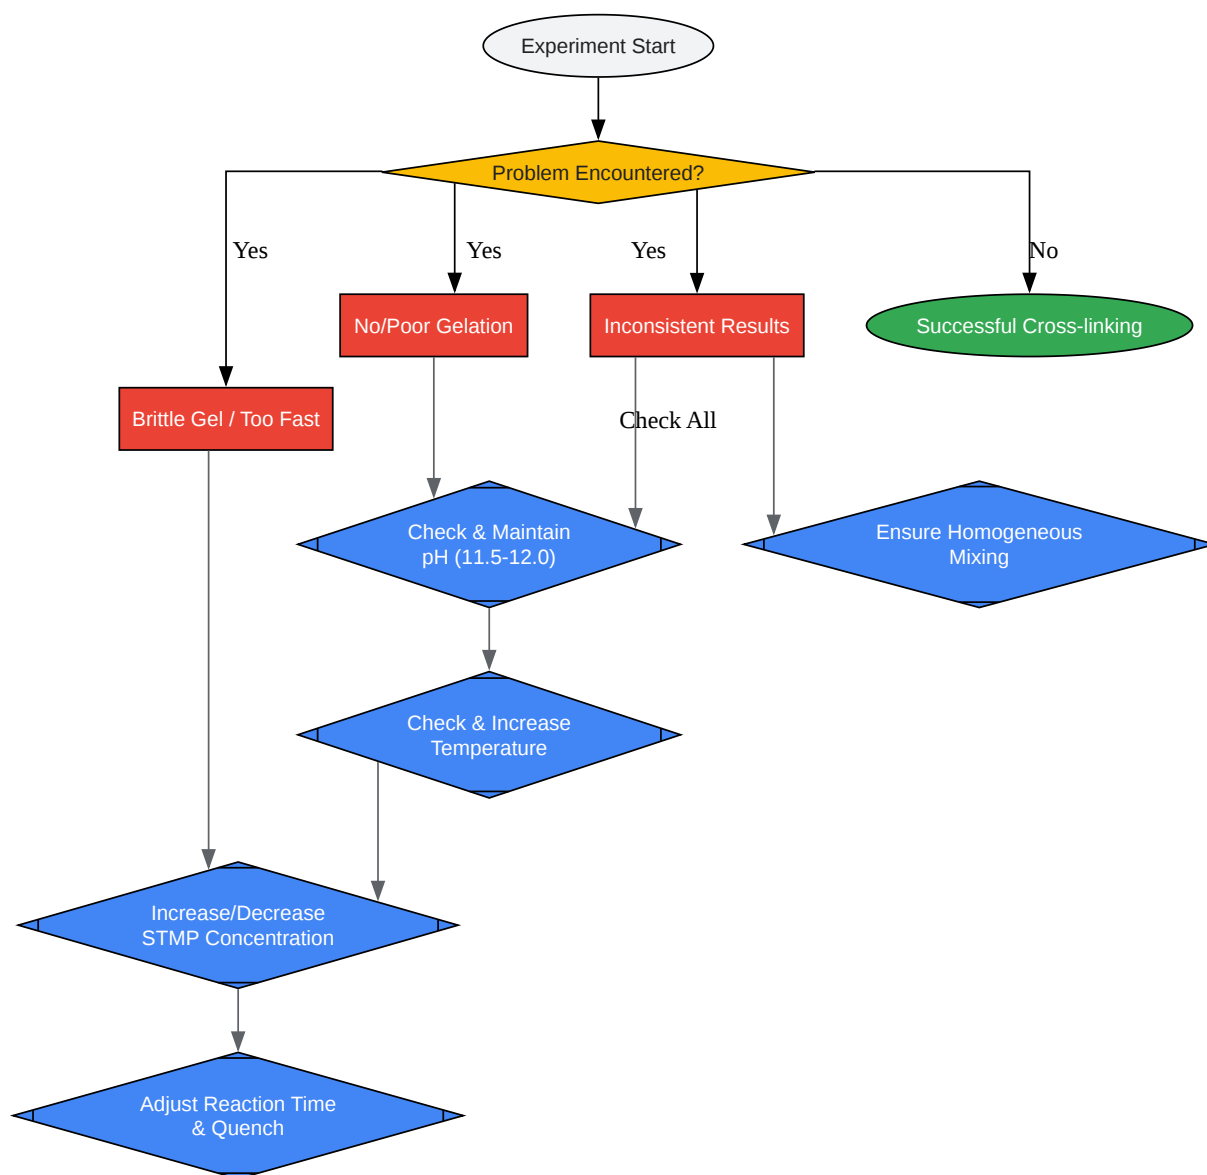 Experiment Start
Problem Encountered?
Yes
Yes
Yes
No
No/Poor Gelation
Inconsistent Results
Successful Cross-linking
Brittle Gel / Too Fast
Check All
Check & Maintain
pH (11.5-12.0)
Ensure Homogeneous
Mixing
Check & Increase
Temperature
Increase/Decrease
STMP Concentration
Adjust Reaction Time
& Quench